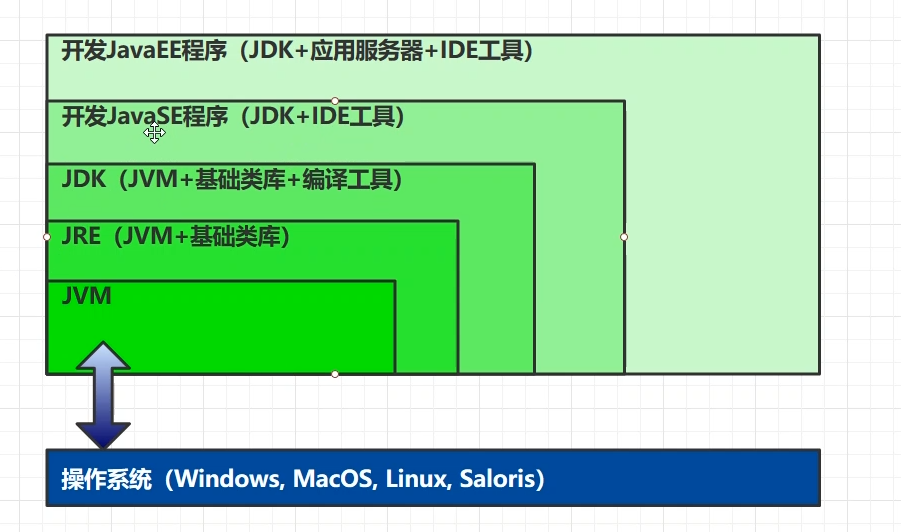 开发JavaEE程序（JDK+应用服务器+IDE工具）
开发JavaSE程序（JDK+IDE工具）
JDK（JVM+基础类库+编译工具）
JRE（JVM+基础类库）
JVM
操作系统（Windows, MacOS, Linux, Saloris）